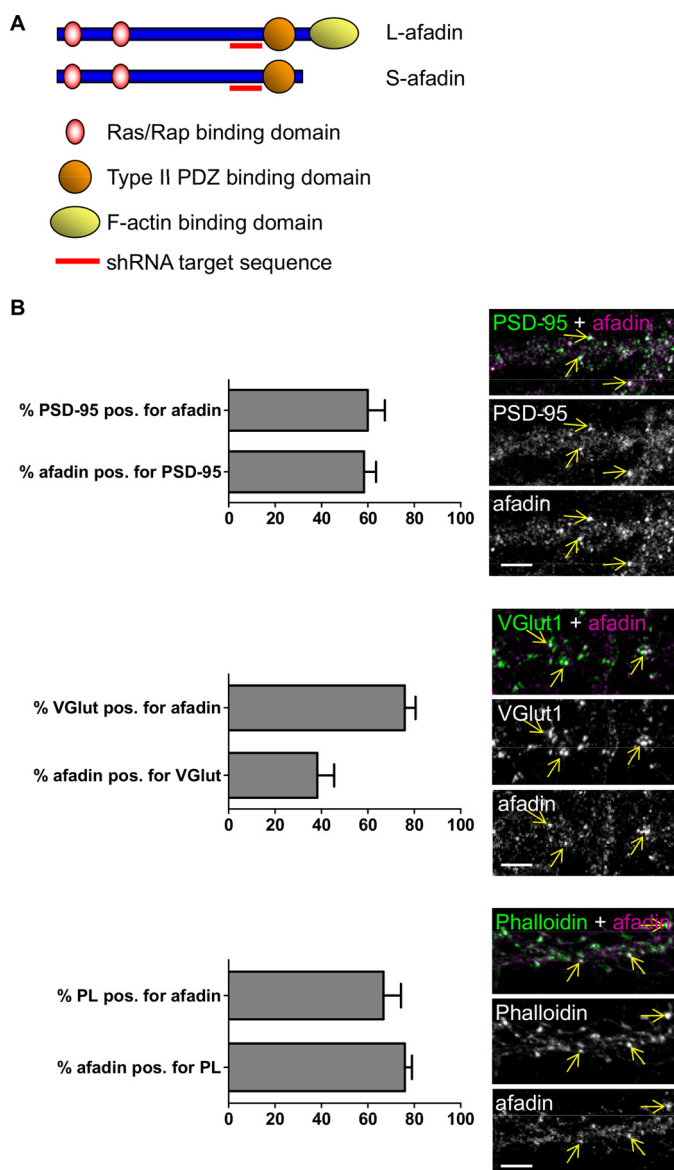 A
L-afadin
S-afadin
Ras/Rap binding domain
Type II PDZ binding domain
F-actin binding domain
shRNA target sequence
B
% PSD-95 pos. for afadin
% afadin pos. for PSD-95
0 20 40 60 80 100
PSD-95 + afadin
PSD-95
afadin
% VGlut pos. for afadin
% afadin pos. for VGlut
0 20 40 60 80 100
VGlut1 + afadin
VGlut1
afadin
% PL pos. for afadin
% afadin pos. for PL
0 20 40 60 80 100
Phalloidin + afadin
Phalloidin
afadin